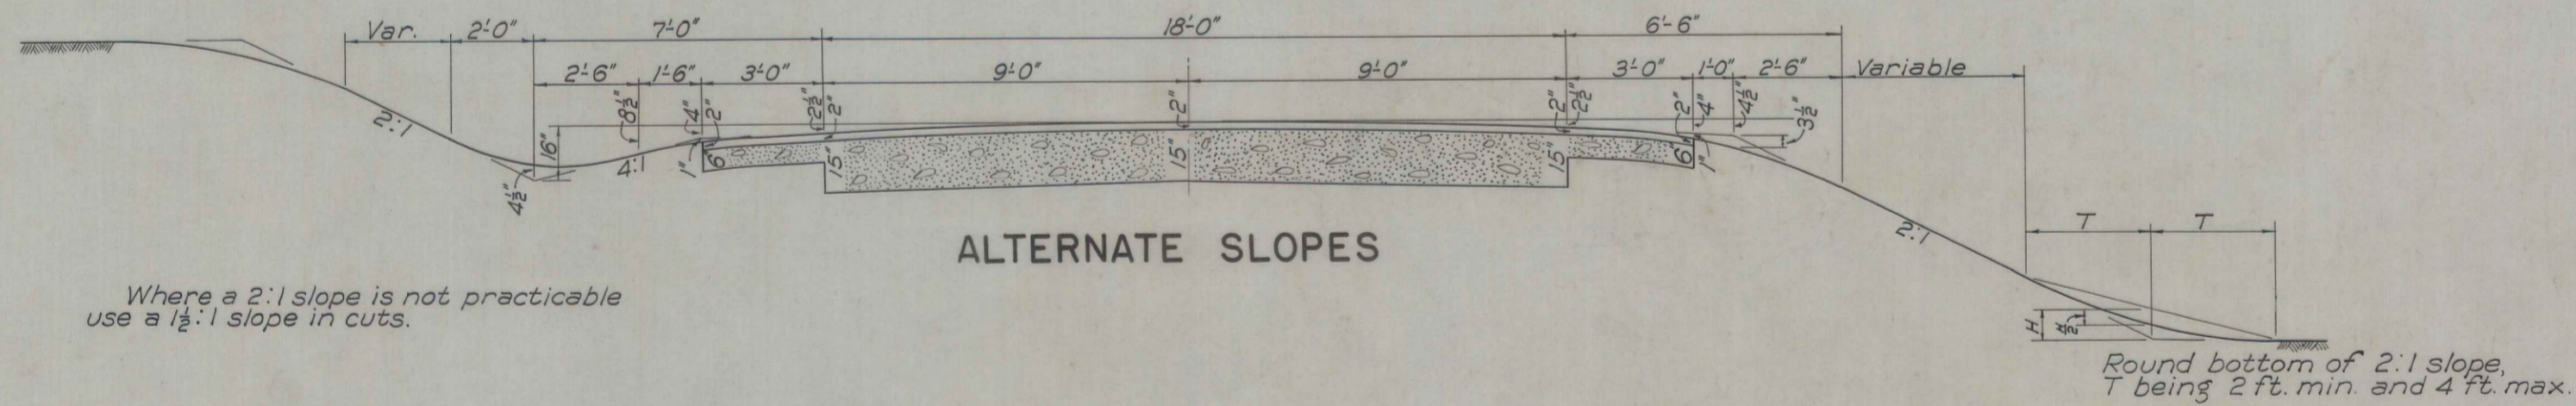 Var. 2'-0" 7'-0" 18'-0" 6'-6"
2'-6" 1'-6" 3'-0" 9'-0" 9'-0" 3'-0" 1'-0" 2'-6" Variable
8½" 4" 2" 2½" 2" 2" 2" 2½" 2" 4" 4½" 3½"
2:1 16" 4½" 4:1 1" 6" 15" 15" 15" 6" 1" 2:1
T T
H H/2
ALTERNATE SLOPES
Where a 2:1 slope is not practicable
use a 1½:1 slope in cuts.
Round bottom of 2:1 slope,
T being 2 ft. min. and 4 ft. max.